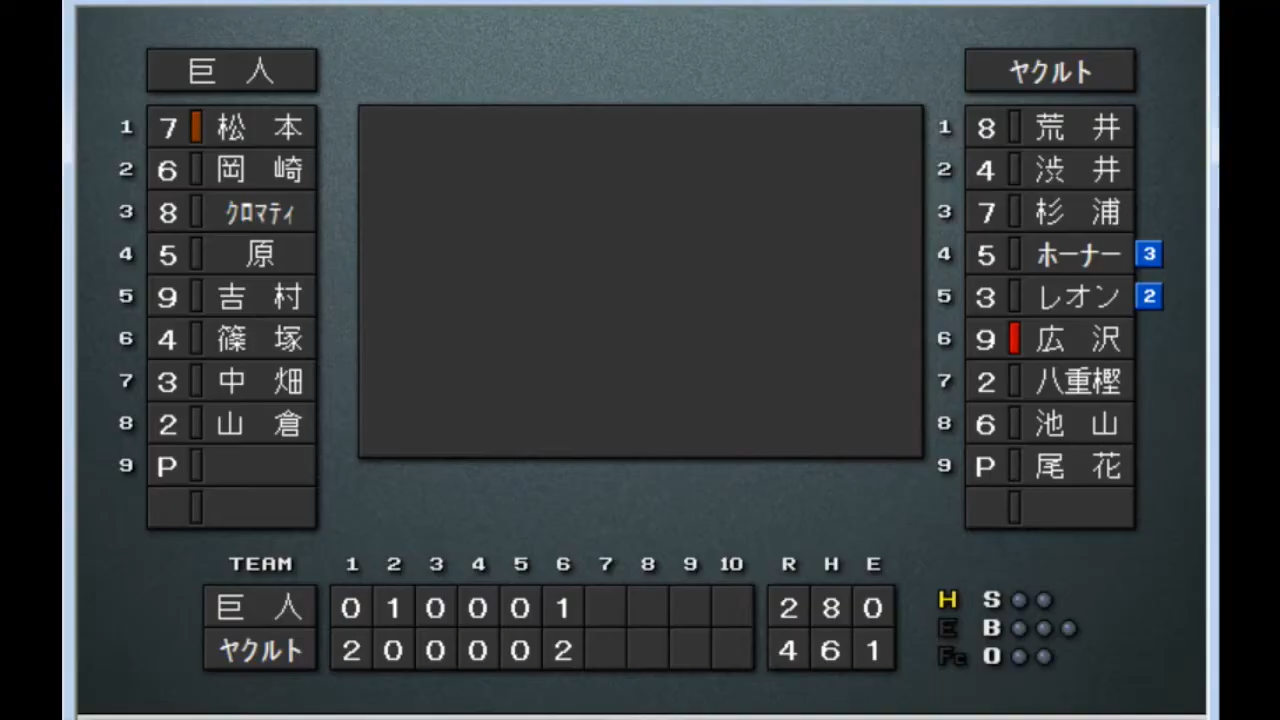 巨 人
1 7 松 本
2 6 岡 崎
3 8 クロマティ
4 5 原
5 9 吉 村
6 4 篠 塚
7 3 中 畑
8 2 山 倉
9 P
ヤクルト
1 8 荒 井
2 4 渋 井
3 7 杉 浦
4 5 ホーナー 3
5 3 レオン 2
6 9 広 沢
7 2 八重樫
8 6 池 山
9 P 尾 花
TEAM 1 2 3 4 5 6 7 8 9 10 R H E
巨 人 0 1 0 0 0 1 2 8 0
ヤクルト 2 0 0 0 0 2 4 6 1
H S
E B
Fc O